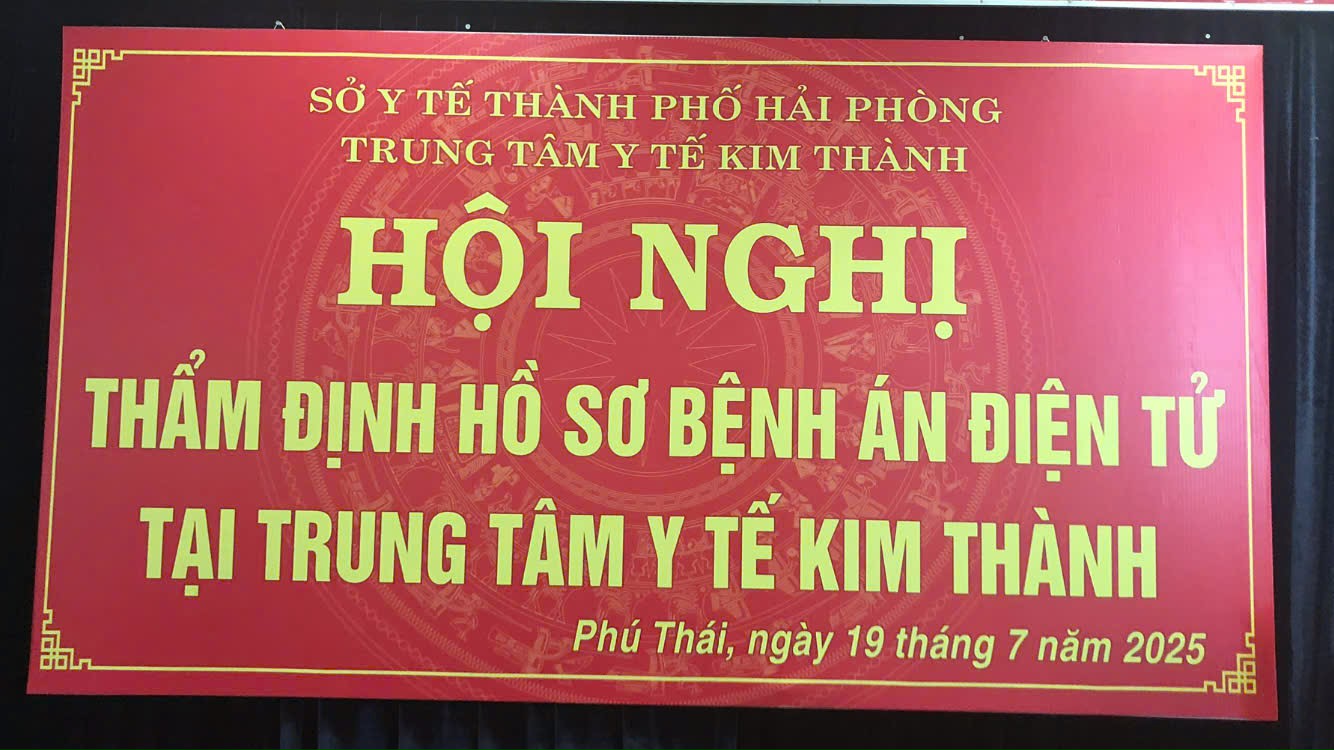 SỞ Y TẾ THÀNH PHỐ HẢI PHÒNG
TRUNG TÂM Y TẾ KIM THÀNH
HỘI NGHỊ
THẨM ĐỊNH HỒ SƠ BỆNH ÁN ĐIỆN TỬ
TẠI TRUNG TÂM Y TẾ KIM THÀNH
Phú Thái, ngày 19 tháng 7 năm 2025